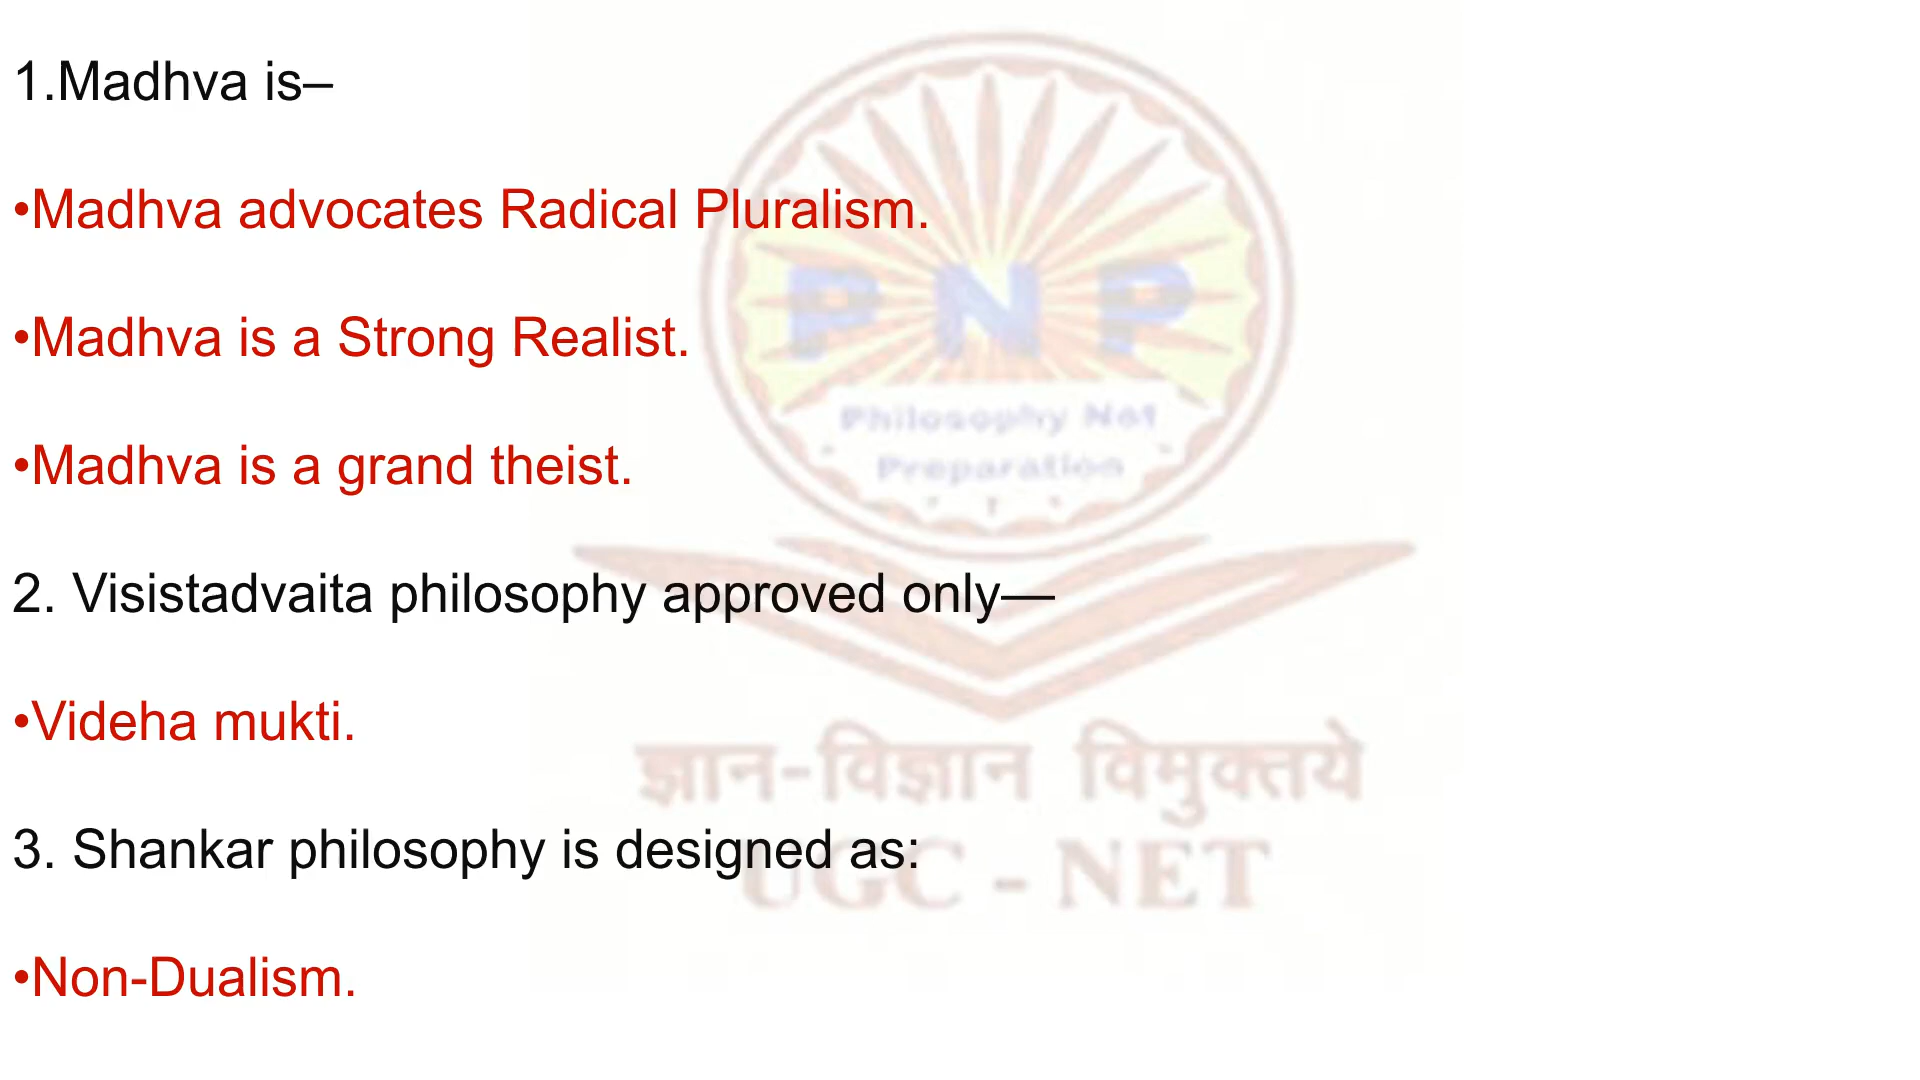 1.Madhva is–
•Madhva advocates Radical Pluralism.
•Madhva is a Strong Realist.
•Madhva is a grand theist.
2. Visistadvaita philosophy approved only—
•Videha mukti.
3. Shankar philosophy is designed as:
•Non-Dualism.
P N P
Philosophy Net
Preparation
ज्ञान-विज्ञान विमुक्तये
UGC - NET